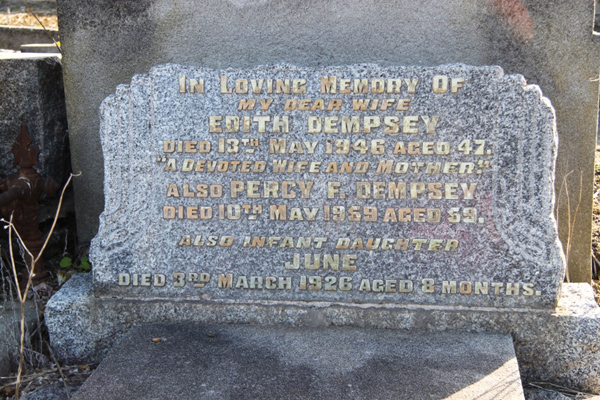 In Loving Memory Of
MY DEAR WIFE
EDITH DEMPSEY
DIED 13TH MAY 1946 AGED 47.
"A DEVOTED WIFE AND MOTHER."
ALSO PERCY F. DEMPSEY
DIED 10TH MAY 1959 AGED 59.
ALSO INFANT DAUGHTER
JUNE
DIED 3RD MARCH 1926 AGED 8 MONTHS.